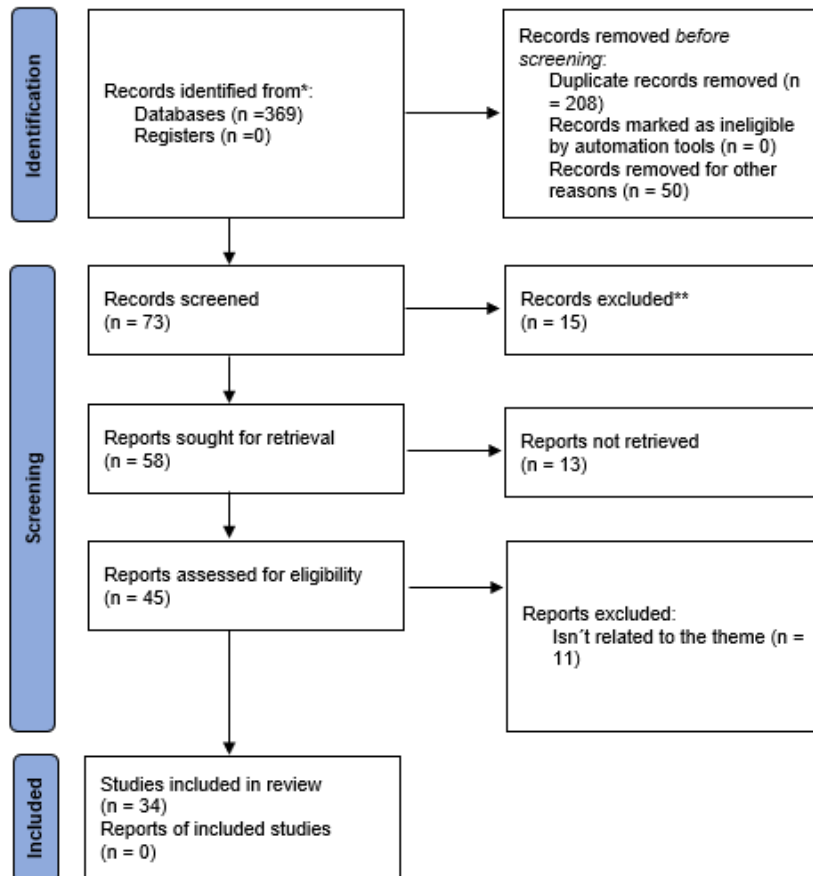 Identification
Records identified from*:
Databases (n =369)
Registers (n =0)
Records removed before
screening:
Duplicate records removed (n
= 208)
Records marked as ineligible
by automation tools (n = 0)
Records removed for other
reasons (n = 50)
Screening
Records screened
(n = 73)
Records excluded**
(n = 15)
Reports sought for retrieval
(n = 58)
Reports not retrieved
(n = 13)
Reports assessed for eligibility
(n = 45)
Reports excluded:
Isn´t related to the theme (n =
11)
Included
Studies included in review
(n = 34)
Reports of included studies
(n = 0)